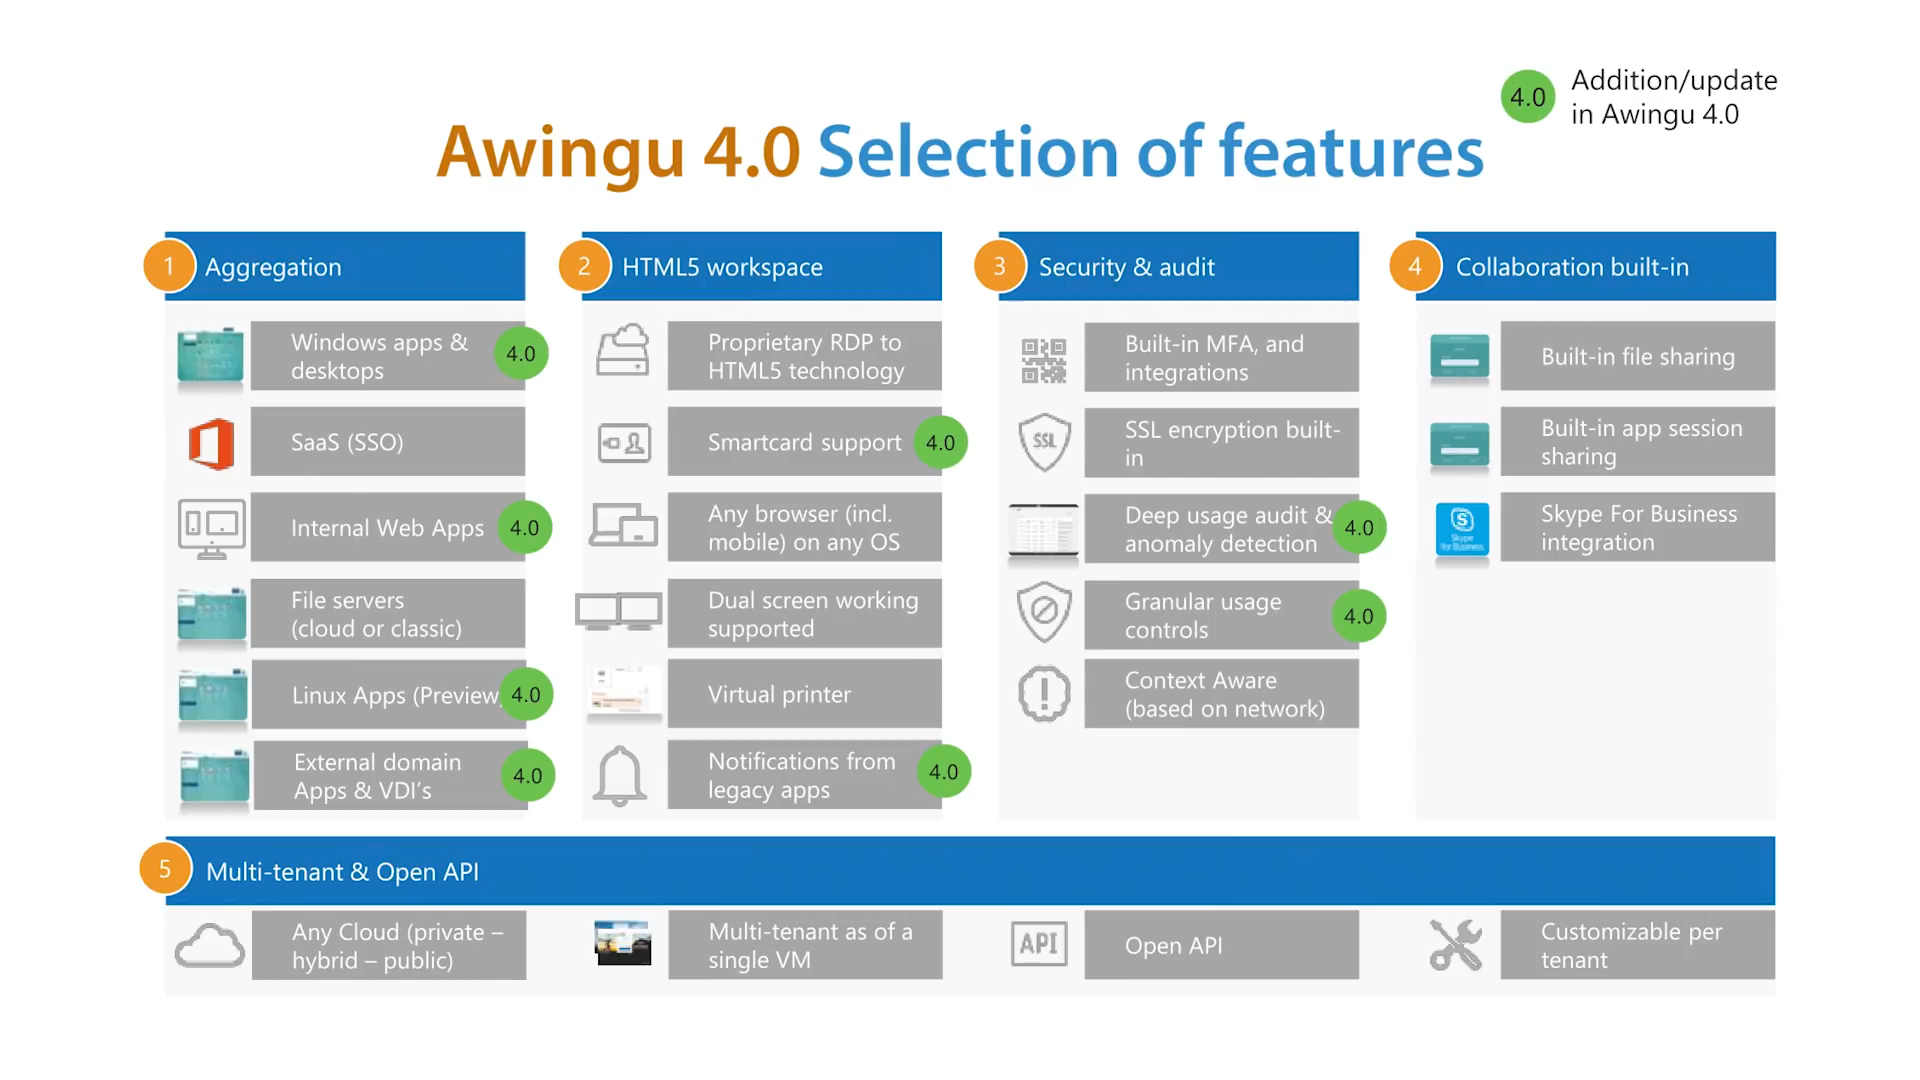 4.0
Addition/update
in Awingu 4.0
Awingu 4.0 Selection of features
1
Aggregation
Windows apps &
desktops
4.0
SaaS (SSO)
Internal Web Apps
4.0
File servers
(cloud or classic)
Linux Apps (Preview)
4.0
External domain
Apps & VDI's
4.0
2
HTML5 workspace
Proprietary RDP to
HTML5 technology
Smartcard support
4.0
Any browser (incl.
mobile) on any OS
Dual screen working
supported
Virtual printer
Notifications from
legacy apps
4.0
3
Security & audit
Built-in MFA, and
integrations
SSL
SSL encryption built-
in
Deep usage audit &
anomaly detection
4.0
Granular usage
controls
4.0
Context Aware
(based on network)
4
Collaboration built-in
Built-in file sharing
Built-in app session
sharing
S
Skype
for Business
Skype For Business
integration
5
Multi-tenant & Open API
Any Cloud (private –
hybrid – public)
Multi-tenant as of a
single VM
API
Open API
Customizable per
tenant